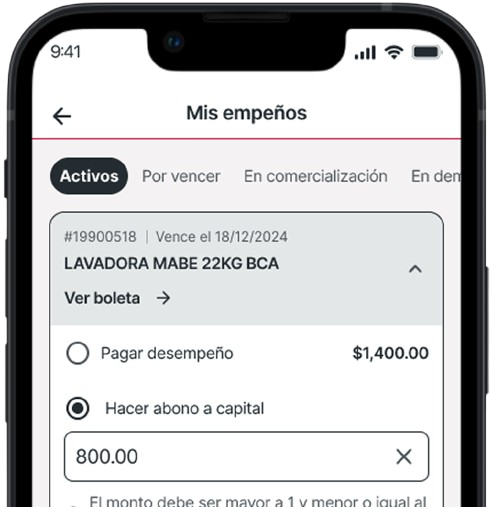 9:41
Mis empeños
Activos Por vencer En comercialización En dem
#19900518 | Vence el 18/12/2024
LAVADORA MABE 22KG BCA
Ver boleta →
Pagar desempeño $1,400.00
Hacer abono a capital
800.00
El monto debe ser mayor a 1 y menor o igual al